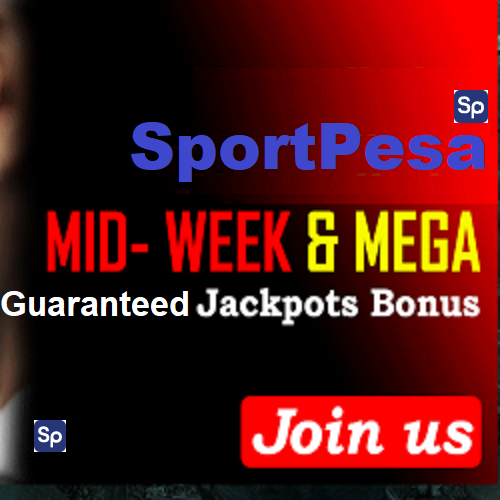 Sp
SportPesa
MID- WEEK & MEGA
Guaranteed Jackpots Bonus
Join us
Sp